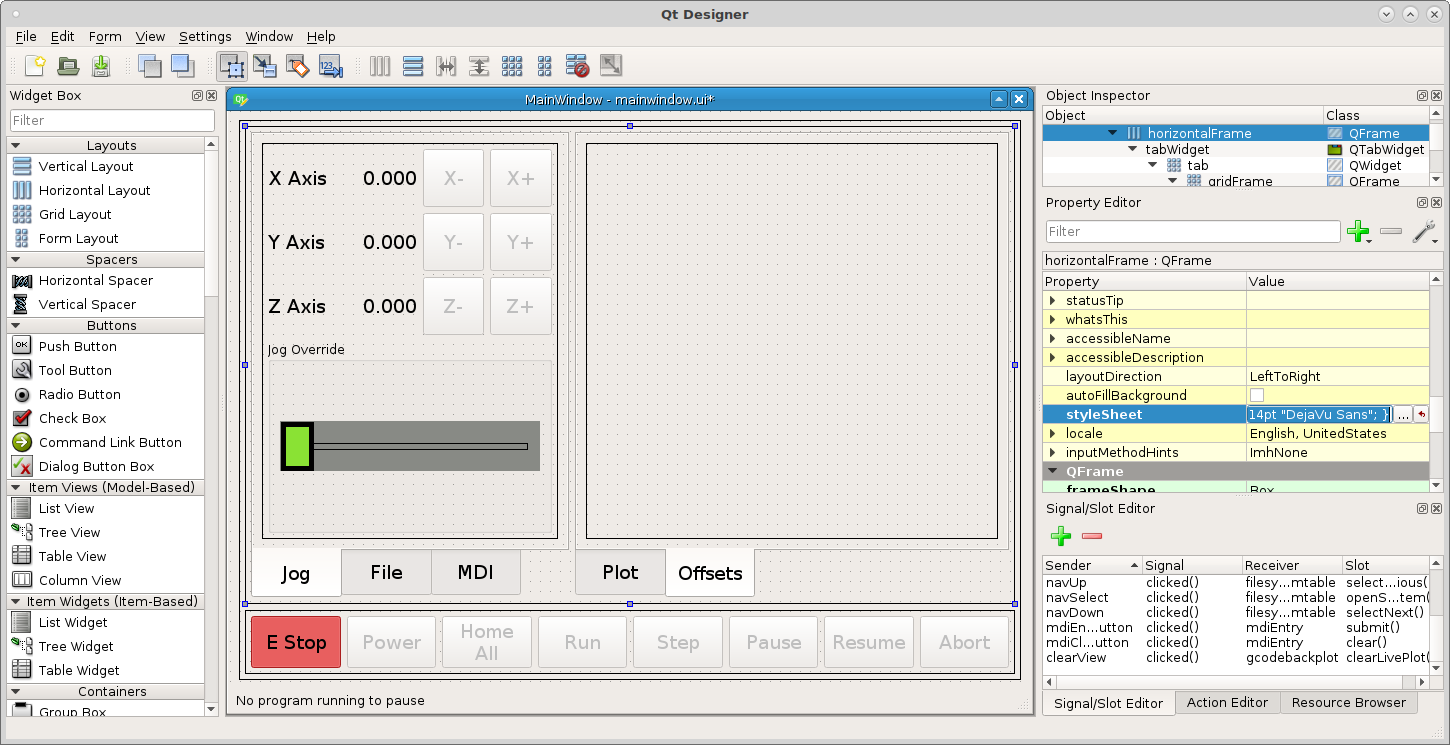 Qt Designer
File Edit Form View Settings Window Help
Widget Box
Filter
Layouts
Vertical Layout
Horizontal Layout
Grid Layout
Form Layout
Spacers
Horizontal Spacer
Vertical Spacer
Buttons
OK Push Button
Tool Button
Radio Button
Check Box
Command Link Button
Dialog Button Box
Item Views (Model-Based)
List View
Tree View
Table View
Column View
Item Widgets (Item-Based)
List Widget
Tree Widget
Table Widget
Containers
Group Box
MainWindow - mainwindow.ui*
X Axis 0.000 X- X+
Y Axis 0.000 Y- Y+
Z Axis 0.000 Z- Z+
Jog Override
Jog File MDI
Plot Offsets
E Stop Power Home All Run Step Pause Resume Abort
No program running to pause
Object Inspector
Object Class
horizontalFrame QFrame
tabWidget QTabWidget
tab QWidget
gridFrame QFrame
Property Editor
Filter
horizontalFrame : QFrame
Property Value
statusTip
whatsThis
accessibleName
accessibleDescription
layoutDirection LeftToRight
autoFillBackground
styleSheet 14pt "DejaVu Sans"; } ...
locale English, UnitedStates
inputMethodHints ImhNone
QFrame
frameShape Box
Signal/Slot Editor
Sender Signal Receiver Slot
navUp clicked() filesy...mtable select...ious(
navSelect clicked() filesy...mtable openS...tem(
navDown clicked() filesy...mtable selectNext()
mdiEn...utton clicked() mdiEntry submit()
mdiCl...utton clicked() mdiEntry clear()
clearView clicked() gcodebackplot clearLivePlot(
Signal/Slot Editor Action Editor Resource Browser